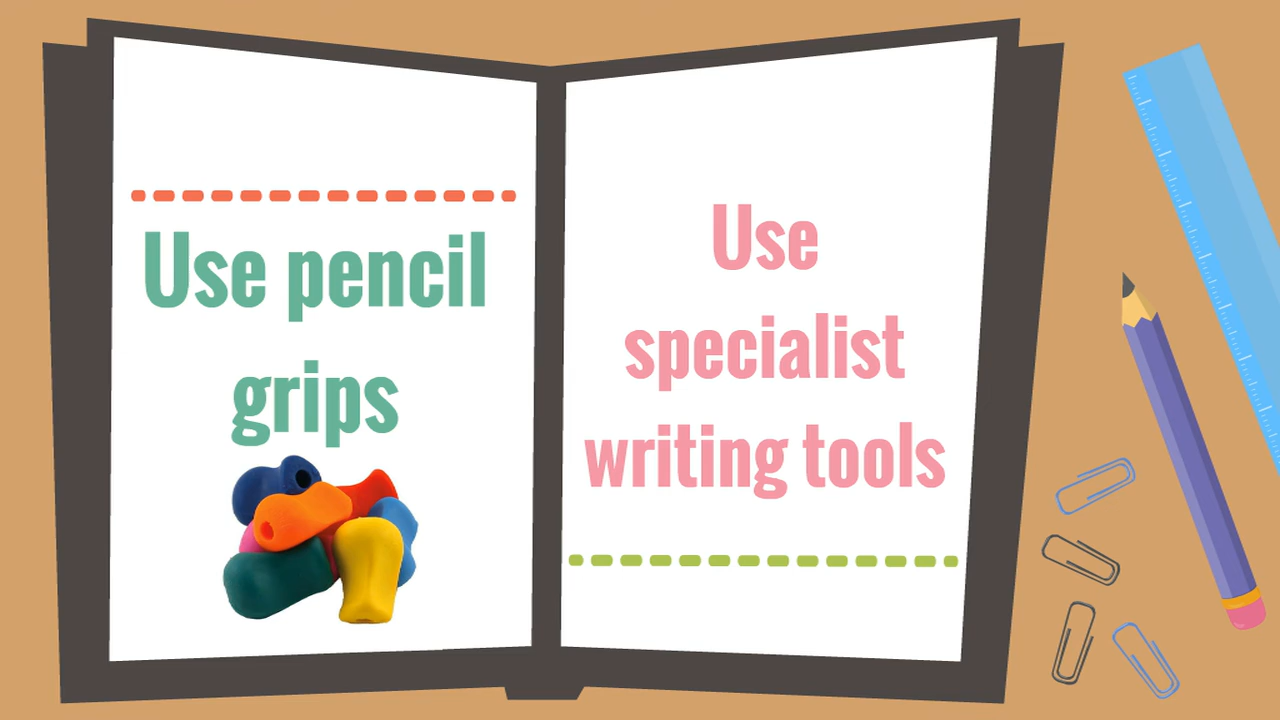 Use pencil
grips
Use
specialist
writing tools